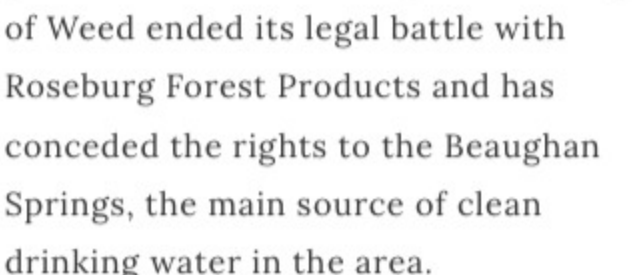 of Weed ended its legal battle with
Roseburg Forest Products and has
conceded the rights to the Beaughan
Springs, the main source of clean
drinking water in the area.